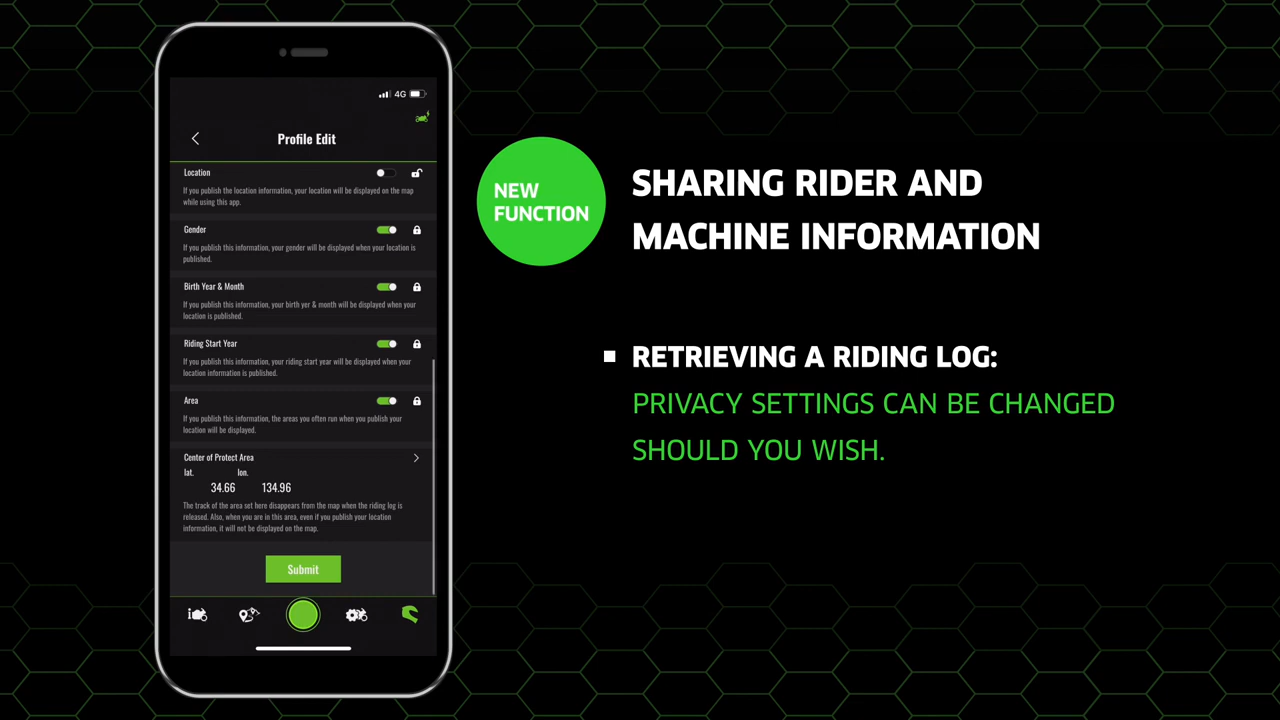 4G
Profile Edit
Location
If you publish the location information, your location will be displayed on the map
while using this app.
Gender
If you publish this information, your gender will be displayed when your location is
published.
Birth Year & Month
If you publish this information, your birth yer & month will be displayed when your
location is published.
Riding Start Year
If you publish this information, your riding start year will be displayed when your
location information is published.
Area
If you publish this information, the areas you often run when you publish your
location will be displayed.
Center of Protect Area
lat. lon.
34.66 134.96
The track of the area set here disappears from the map when the riding log is
released. Also, when you are in this area, even if you publish your location
information, it will not be displayed on the map.
Submit
NEW
FUNCTION
SHARING RIDER AND
MACHINE INFORMATION
RETRIEVING A RIDING LOG:
PRIVACY SETTINGS CAN BE CHANGED
SHOULD YOU WISH.